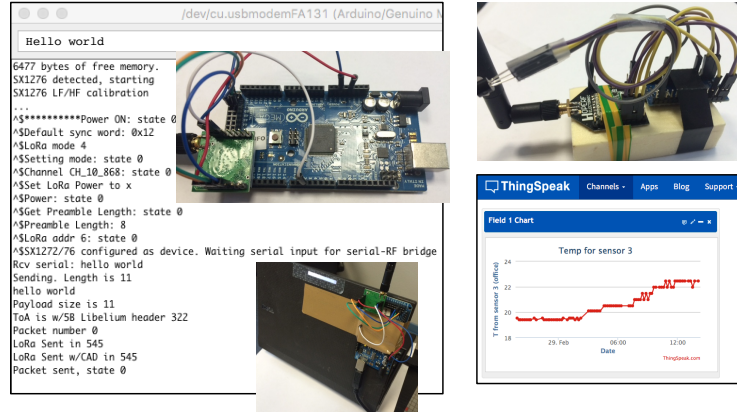 /dev/cu.usbmodemFA131 (Arduino/Genuino M
Hello world
6477 bytes of free memory.
SX1276 detected, starting
SX1276 LF/HF calibration
...
^$**********Power ON: state 0
^$Default sync word: 0x12
^$LoRa mode 4
^$Setting mode: state 0
^$Channel CH_10_868: state 0
^$Set LoRa Power to x
^$Power: state 0
^$Get Preamble Length: state 0
^$Preamble Length: 8
^$LoRa addr 6: state 0
^$SX1272/76 configured as device. Waiting serial input for serial-RF bridge
Rcv serial: hello world
Sending. Length is 11
hello world
Payload size is 11
ToA is w/5B Libelium header 322
Packet number 0
LoRa Sent in 545
LoRa Sent w/CAD in 545
Packet sent, state 0
ThingSpeak Channels Apps Blog Support
Field 1 Chart
Temp for sensor 3
T from sensor 3 (office)
24
22
20
18
29. Feb 06:00 12:00
Date
ThingSpeak.com